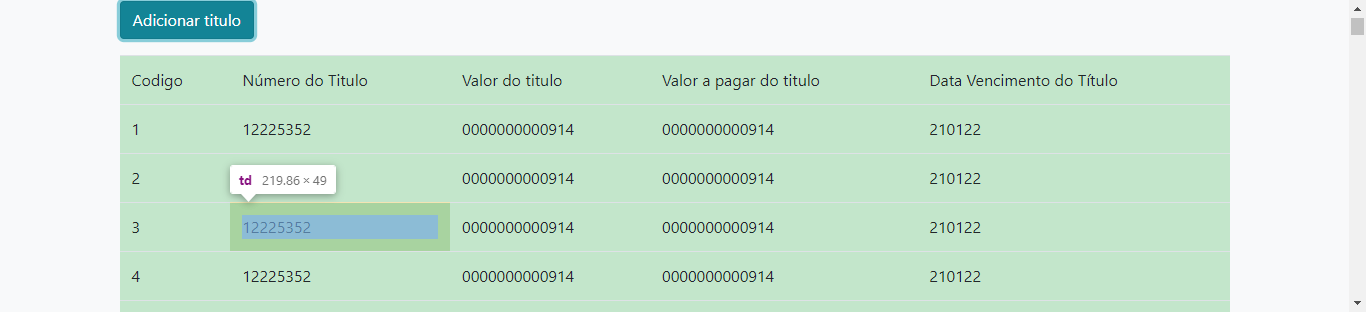 Adicionar titulo
Codigo Número do Titulo Valor do titulo Valor a pagar do titulo Data Vencimento do Título
1 12225352 0000000000914 0000000000914 210122
2 0000000000914 0000000000914 210122
td 219.86 × 49
3 12225352 0000000000914 0000000000914 210122
4 12225352 0000000000914 0000000000914 210122